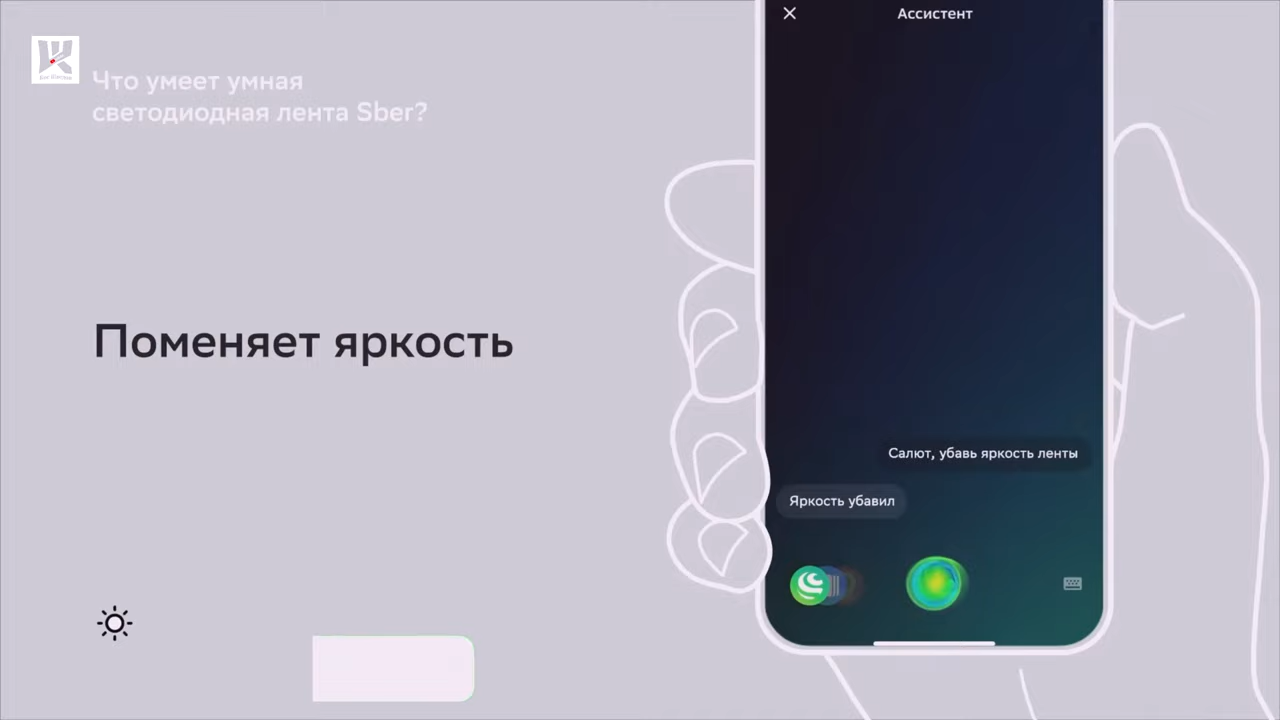 Что умеет умная
светодиодная лента Sber?
Поменяет яркость
Ассистент
Салют, убавь яркость ленты
Яркость убавил